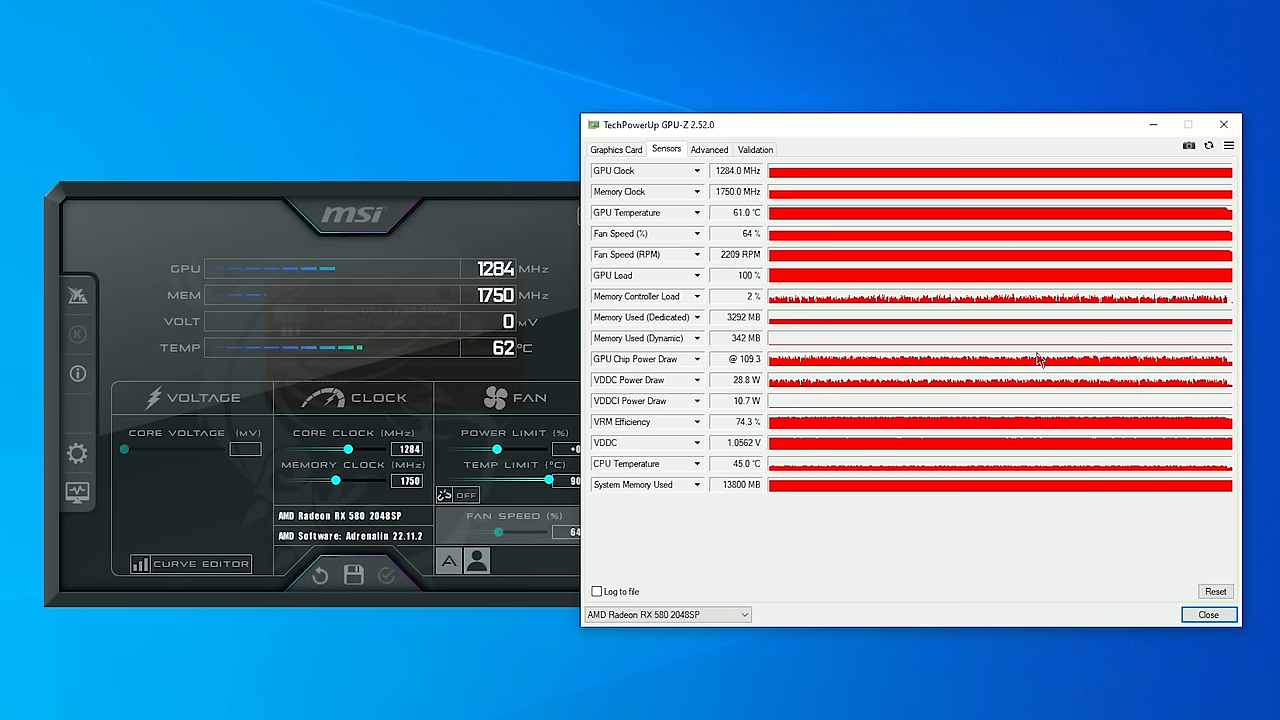 msi
GPU 1284 MHz
MEM 1750 MHz
VOLT 0 mV
TEMP 62 °C
K
VOLTAGE
CORE VOLTAGE (MV)
CURVE EDITOR
CLOCK
CORE CLOCK (MHz)
1284
MEMORY CLOCK (MHz)
1750
AMD Radeon RX 580 2048SP
AMD Software: Adrenalin 22.11.2
FAN
POWER LIMIT (%)
+0
TEMP LIMIT (°C)
90
OFF
FAN SPEED (%)
64
A
TechPowerUp GPU-Z 2.52.0
Graphics Card Sensors Advanced Validation
GPU Clock 1284.0 MHz
Memory Clock 1750.0 MHz
GPU Temperature 61.0 °C
Fan Speed (%) 64 %
Fan Speed (RPM) 2209 RPM
GPU Load 100 %
Memory Controller Load 2 %
Memory Used (Dedicated) 3292 MB
Memory Used (Dynamic) 342 MB
GPU Chip Power Draw @ 109.3
VDDC Power Draw 28.8 W
VDDCI Power Draw 10.7 W
VRM Efficiency 74.3 %
VDDC 1.0562 V
CPU Temperature 45.0 °C
System Memory Used 13800 MB
Log to file
Reset
AMD Radeon RX 580 2048SP
Close